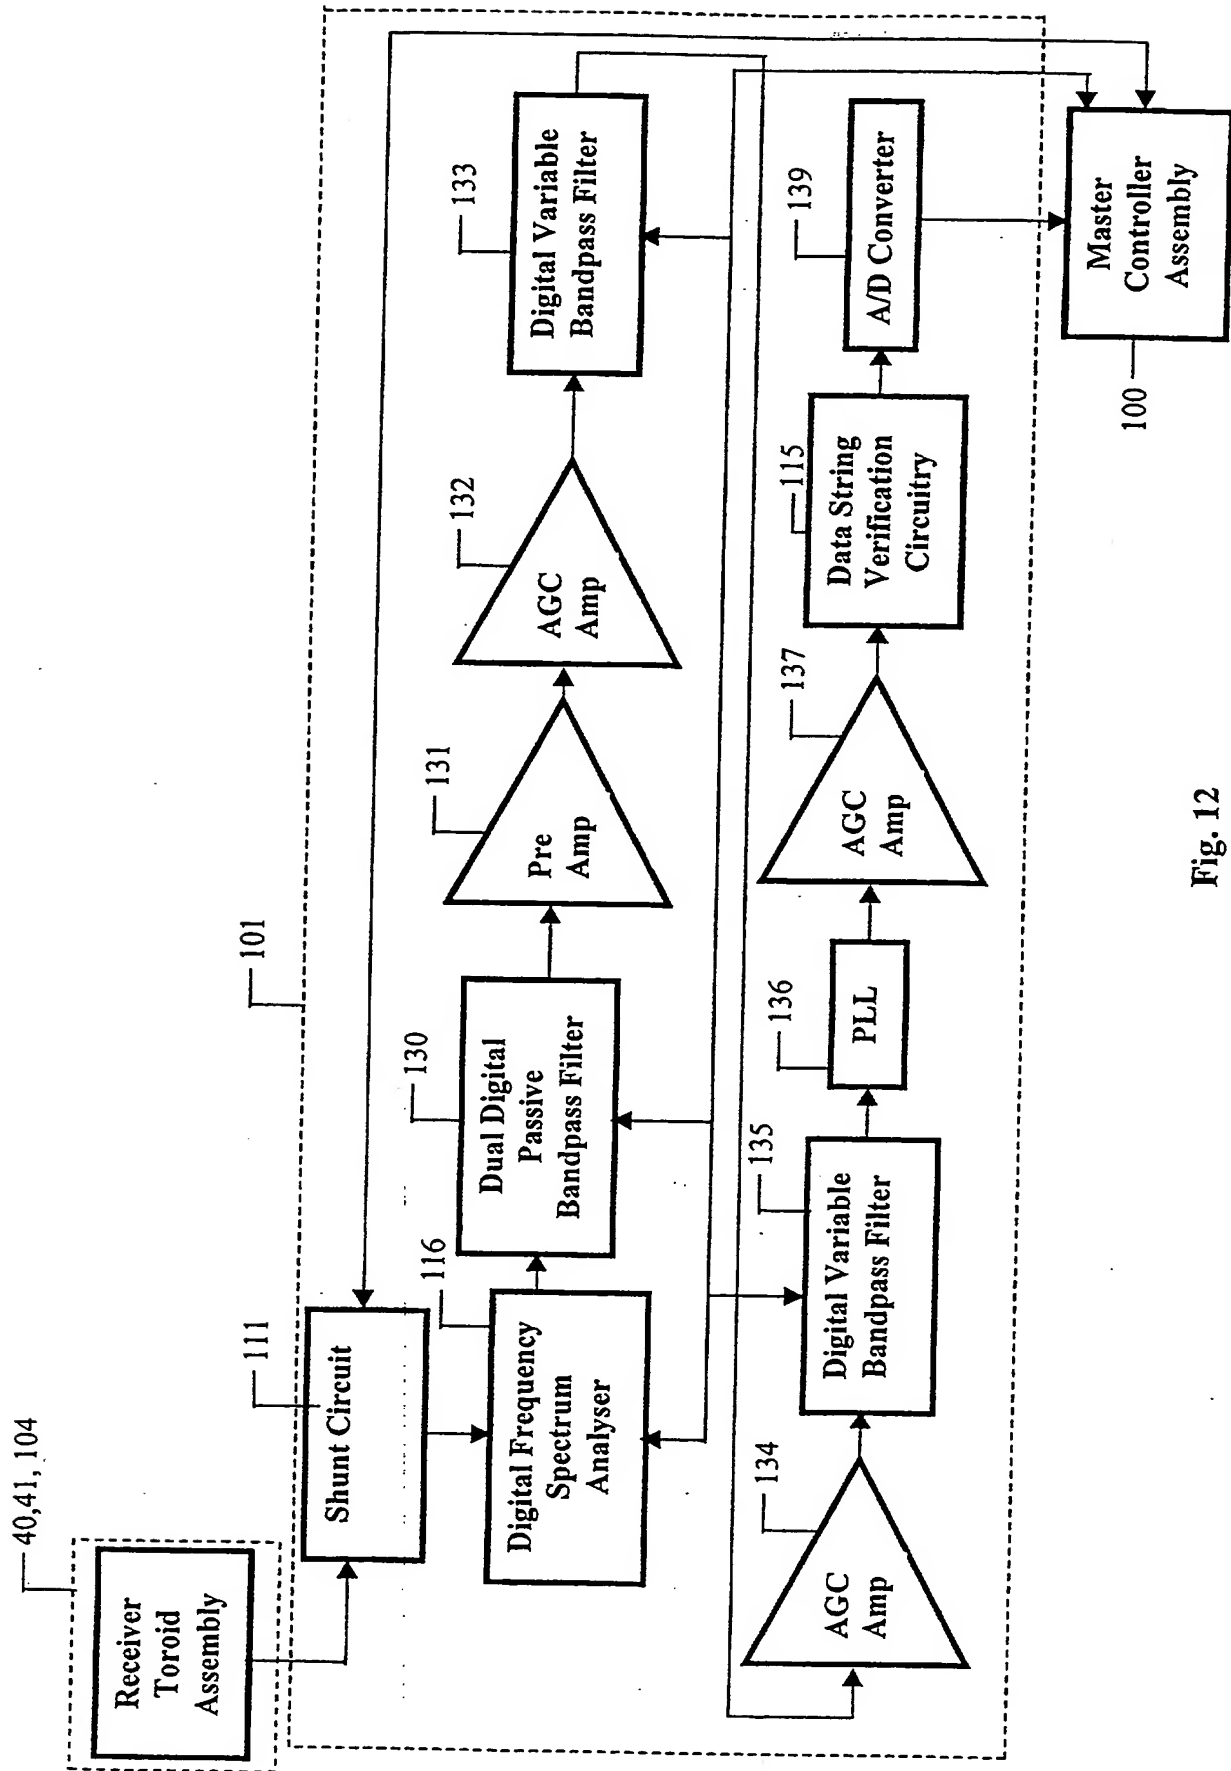 40,41, 104
Receiver
Toroid
Assembly
111
Shunt Circuit
101
116
Digital Frequency
Spectrum
Analyser
130
Dual Digital
Passive
Bandpass Filter
131
Pre
Amp
132
AGC
Amp
133
Digital Variable
Bandpass Filter
134
AGC
Amp
135
Digital Variable
Bandpass Filter
136
PLL
137
AGC
Amp
115
Data String
Verification
Circuitry
139
A/D Converter
100
Master
Controller
Assembly
Fig. 12